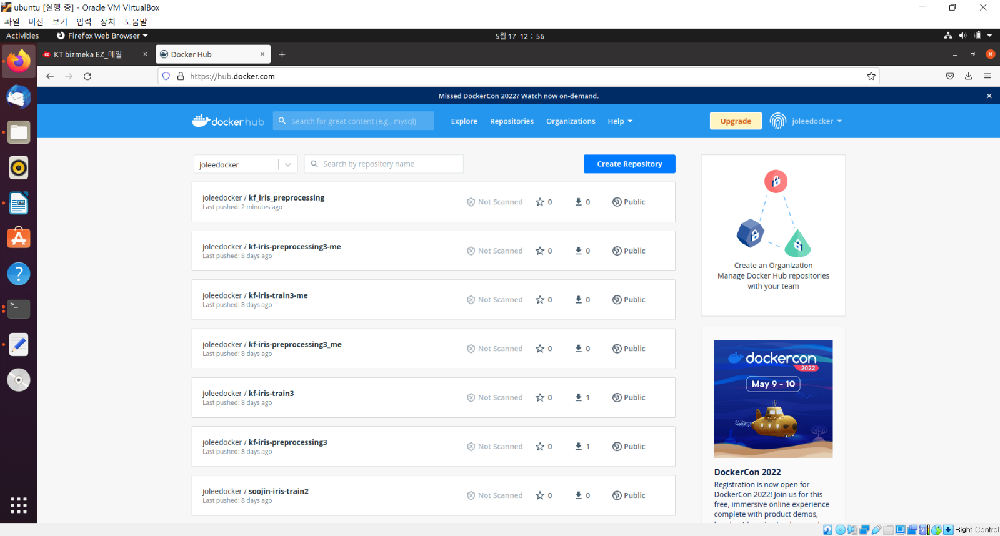 ubuntu [실행 중] - Oracle VM VirtualBox
파일 머신 보기 입력 장치 도움말
Activities Firefox Web Browser 5월 17 12 : 56
KT bizmeka EZ_메일 Docker Hub
https://hub.docker.com
Missed DockerCon 2022? Watch now on-demand.
docker hub Search for great content (e.g., mysql) Explore Repositories Organizations Help Upgrade joleedocker
joleedocker Search by repository name Create Repository
joleedocker / kf_iris_preprocessing
Last pushed: 2 minutes ago
Not Scanned 0 0 Public
joleedocker / kf-iris-preprocessing3-me
Last pushed: 8 days ago
Not Scanned 0 0 Public
joleedocker / kf-iris-train3-me
Last pushed: 8 days ago
Not Scanned 0 0 Public
joleedocker / kf-iris-preprocessing3_me
Last pushed: 8 days ago
Not Scanned 0 0 Public
joleedocker / kf-iris-train3
Last pushed: 8 days ago
Not Scanned 0 1 Public
joleedocker / kf-iris-preprocessing3
Last pushed: 8 days ago
Not Scanned 0 1 Public
joleedocker / soojin-iris-train2
Last pushed: 8 days ago
Not Scanned 0 0 Public
Create an Organization
Manage Docker Hub repositories
with your team
dockercon
2022
May 9 - 10
DockerCon 2022
Registration is now open for
DockerCon 2022! Join us for this
free, immersive online experience
complete with product demos,
Right Control